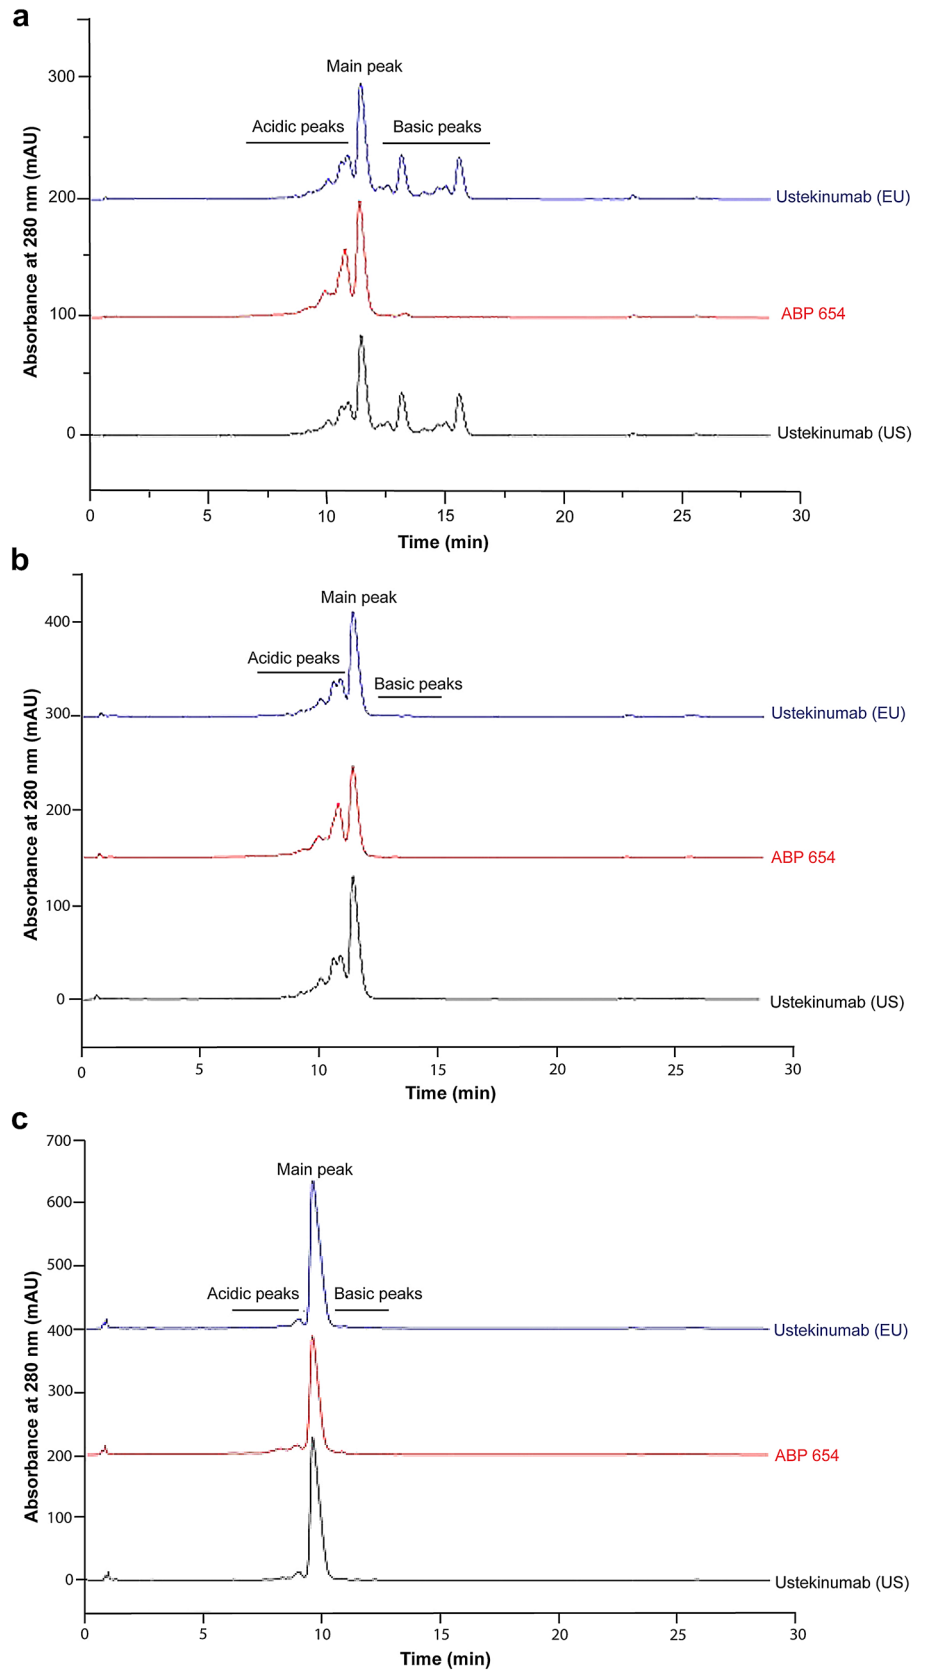 a
Main peak
Acidic peaks
Basic peaks
300
200
100
0
Ustekinumab (EU)
ABP 654
Ustekinumab (US)
Absorbance at 280 nm (mAU)
0 5 10 15 20 25 30
Time (min)
b
Main peak
Acidic peaks
Basic peaks
400
300
200
100
0
Ustekinumab (EU)
ABP 654
Ustekinumab (US)
Absorbance at 280 nm (mAU)
0 5 10 15 20 25 30
Time (min)
c
Main peak
Acidic peaks
Basic peaks
700
600
500
400
300
200
100
0
Ustekinumab (EU)
ABP 654
Ustekinumab (US)
Absorbance at 280 nm (mAU)
0 5 10 15 20 25 30
Time (min)